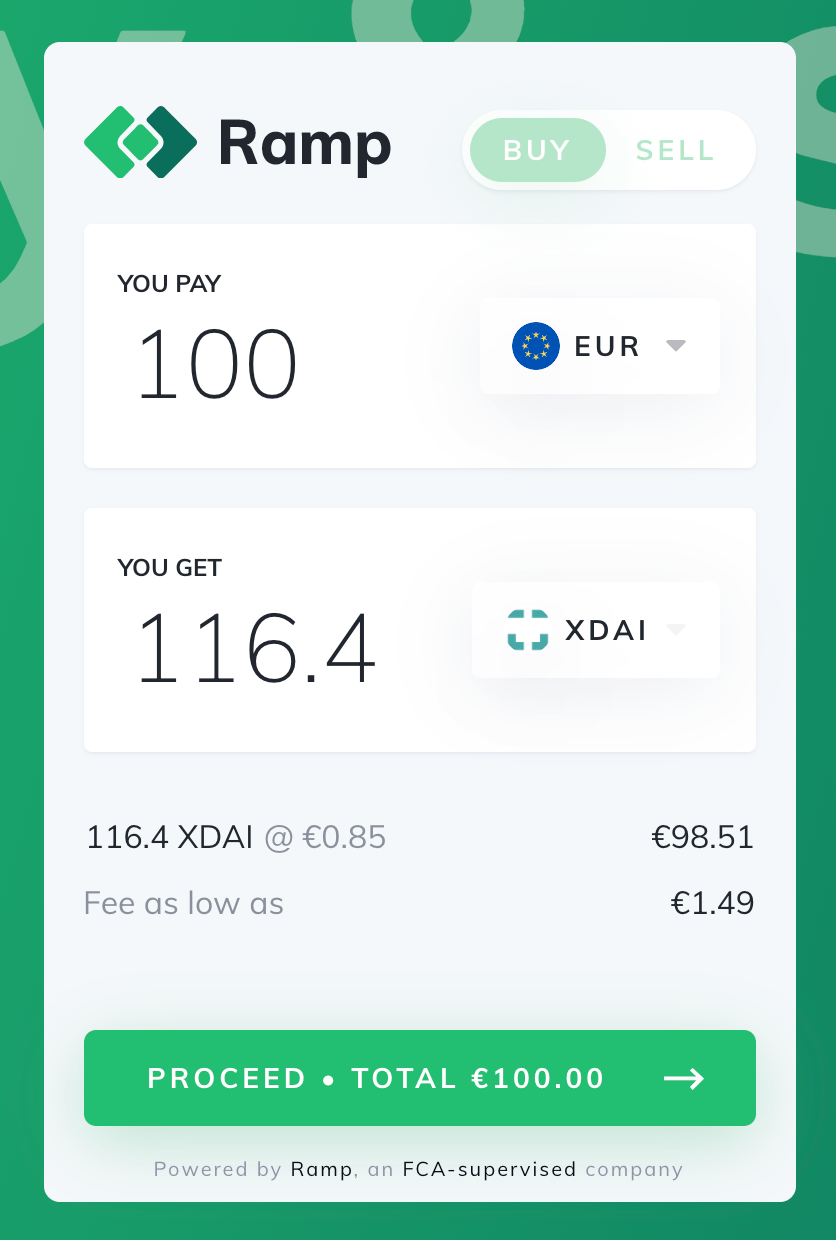 Ramp
BUY SELL
YOU PAY
100
EUR
YOU GET
116.4
XDAI
116.4 XDAI @ €0.85 €98.51
Fee as low as €1.49
PROCEED • TOTAL €100.00 →
Powered by Ramp, an FCA-supervised company